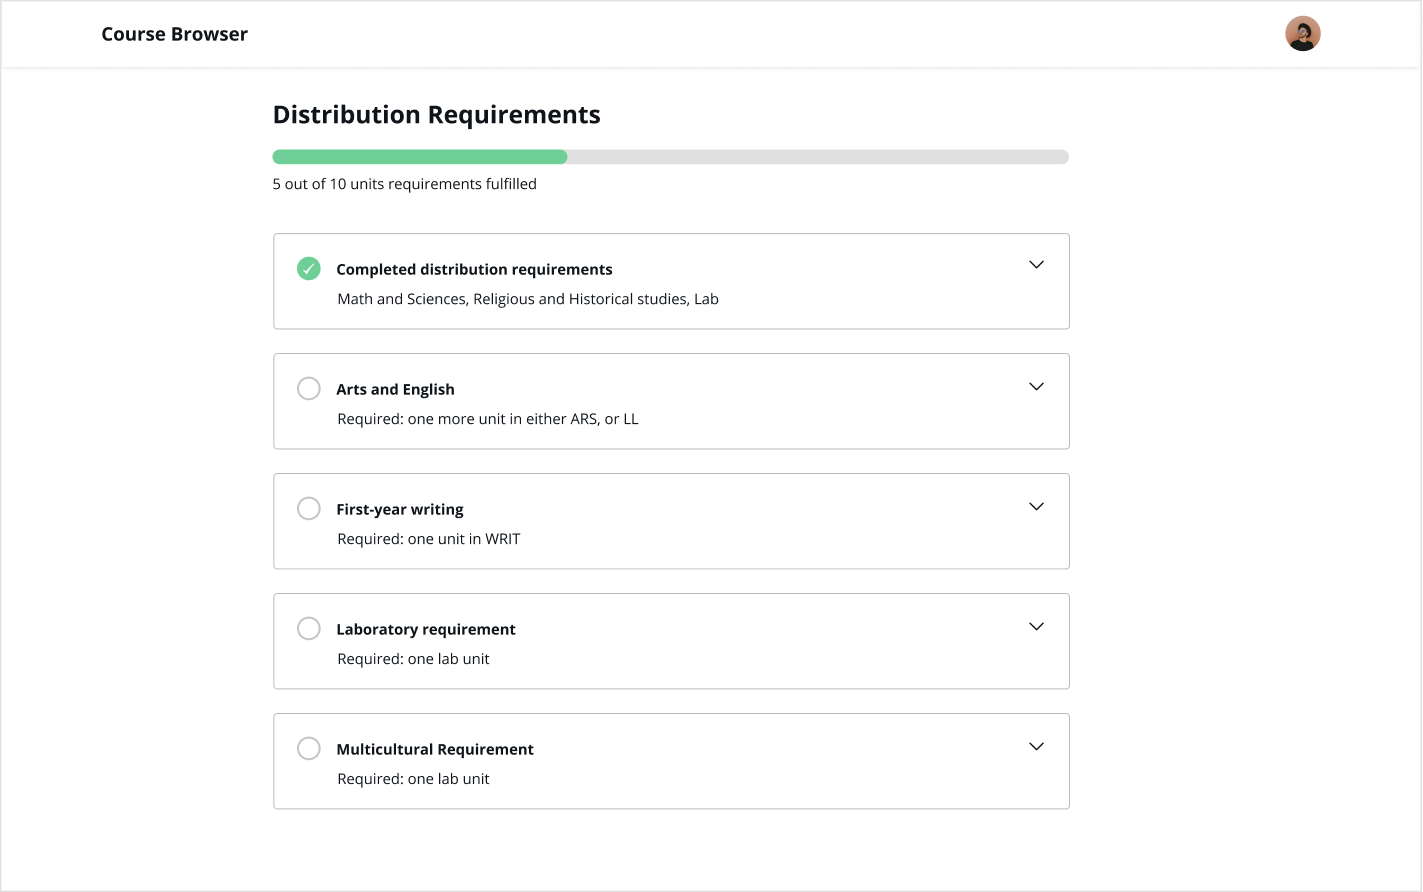 Course Browser
Distribution Requirements
5 out of 10 units requirements fulfilled
Completed distribution requirements
Math and Sciences, Religious and Historical studies, Lab
Arts and English
Required: one more unit in either ARS, or LL
First-year writing
Required: one unit in WRIT
Laboratory requirement
Required: one lab unit
Multicultural Requirement
Required: one lab unit